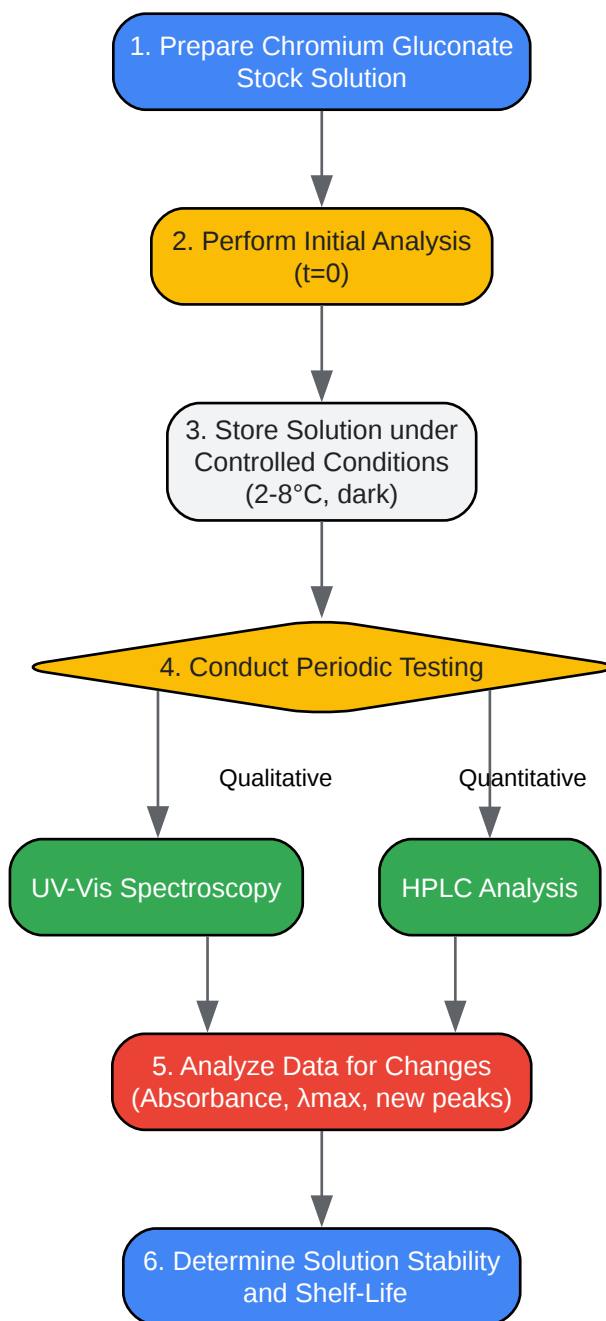 1. Prepare Chromium Gluconate
Stock Solution
2. Perform Initial Analysis
(t=0)
3. Store Solution under
Controlled Conditions
(2-8°C, dark)
4. Conduct Periodic Testing
Qualitative
Quantitative
UV-Vis Spectroscopy
HPLC Analysis
5. Analyze Data for Changes
(Absorbance, λmax, new peaks)
6. Determine Solution Stability
and Shelf-Life